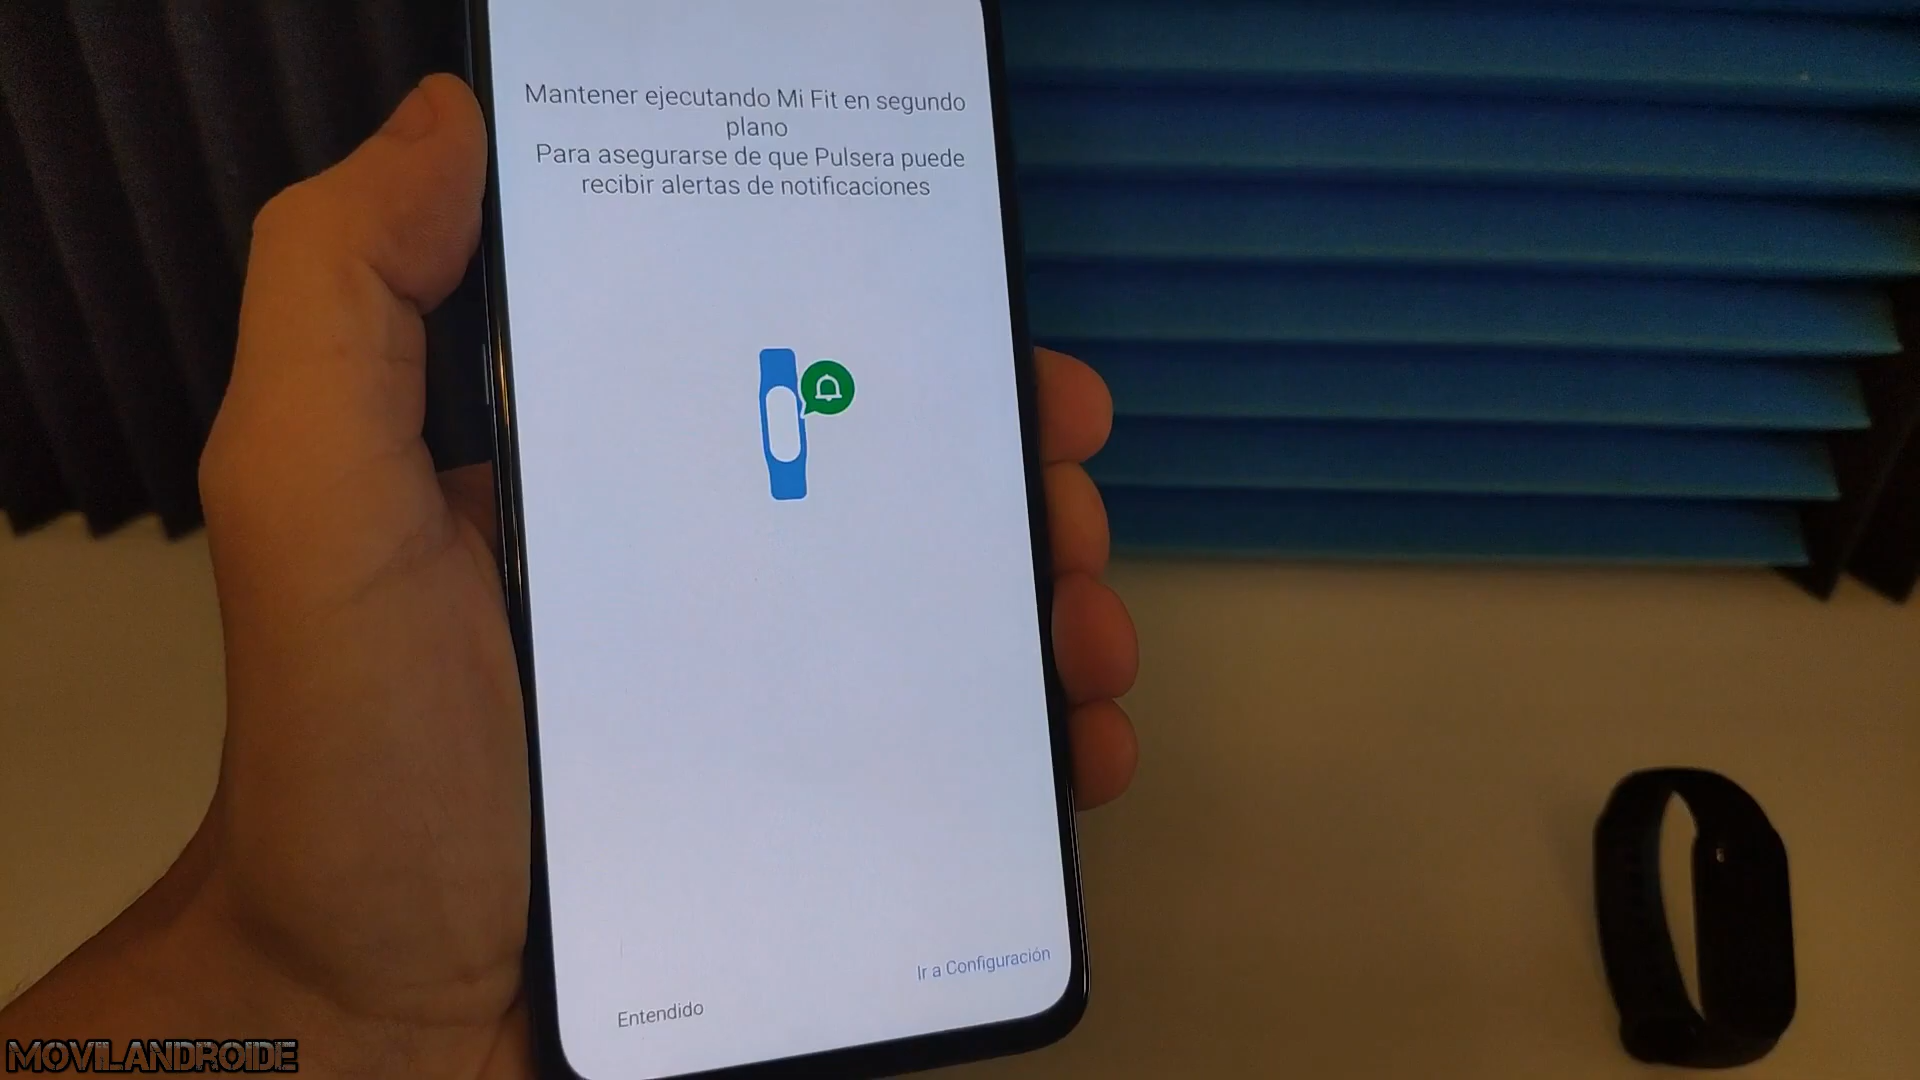 Mantener ejecutando Mi Fit en segundo
plano
Para asegurarse de que Pulsera puede
recibir alertas de notificaciones
Ir a Configuración
Entendido
MOVILANDROIDE